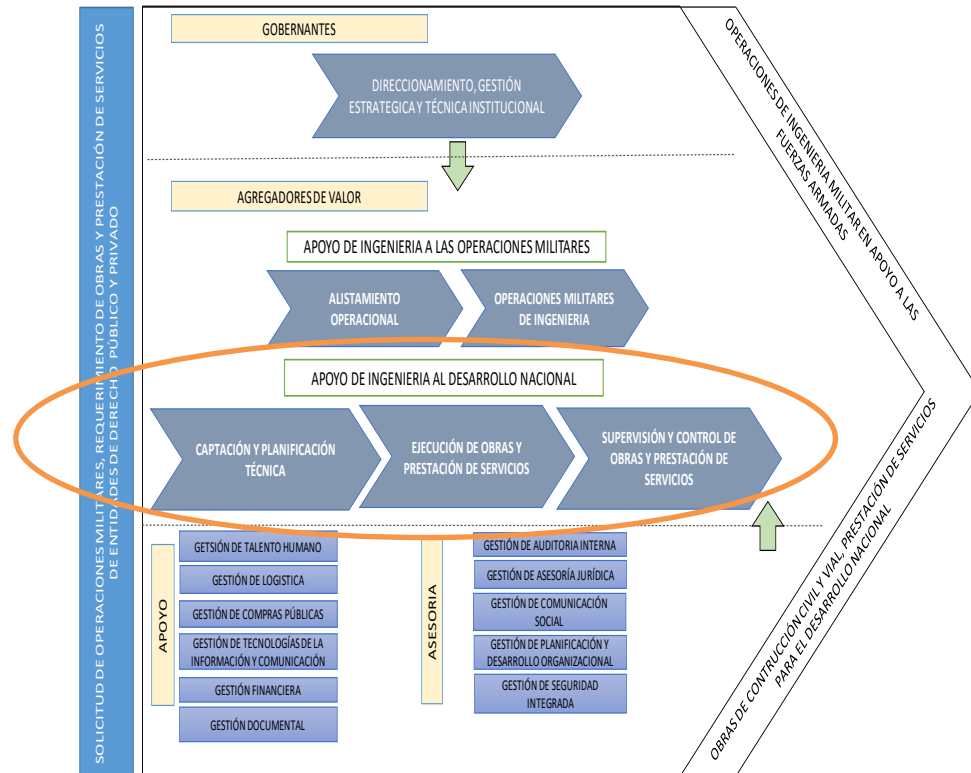 SOLICITUD DE OPERACIONES MILITARES, REQUERIMIENTO DE OBRAS Y PRESTACIÓN DE SERVICIOS
DE ENTIDADES DE DERECHO PÚBLICO Y PRIVADO
GOBERNANTES
DIRECCIONAMIENTO, GESTIÓN
ESTRATEGICA Y TÉCNICA INSTITUCIONAL
AGREGADORES DE VALOR
APOYO DE INGENIERIA A LAS OPERACIONES MILITARES
ALISTAMIENTO
OPERACIONAL
OPERACIONES MILITARES
DE INGENIERIA
APOYO DE INGENIERIA AL DESARROLLO NACIONAL
CAPTACIÓN Y PLANIFICACIÓN
TÉCNICA
EJECUCIÓN DE OBRAS Y
PRESTACIÓN DE SERVICIOS
SUPERVISIÓN Y CONTROL DE
OBRAS Y PRESTACIÓN DE
SERVICIOS
APOYO
GETSIÓN DE TALENTO HUMANO
GESTIÓN DE LOGISTICA
GESTIÓN DE COMPRAS PÚBLICAS
GESTIÓN DE TECNOLOGÍAS DE LA
INFORMACIÓN Y COMUNICACIÓN
GESTIÓN FINANCIERA
GESTIÓN DOCUMENTAL
ASESORIA
GESTIÓN DE AUDITORIA INTERNA
GESTIÓN DE ASESORÍA JURÍDICA
GESTIÓN DE COMUNICACIÓN
SOCIAL
GESTIÓN DE PLANIFICACIÓN Y
DESARROLLO ORGANIZACIONAL
GESTIÓN DE SEGURIDAD
INTEGRADA
OPERACIONES DE INGENIERIA MILITAR EN APOYO A LAS
FUERZAS ARMADAS
OBRAS DE CONTRUCCIÓN CIVIL Y VIAL, PRESTACIÓN DE SERVICIOS
PARA EL DESARROLLO NACIONAL